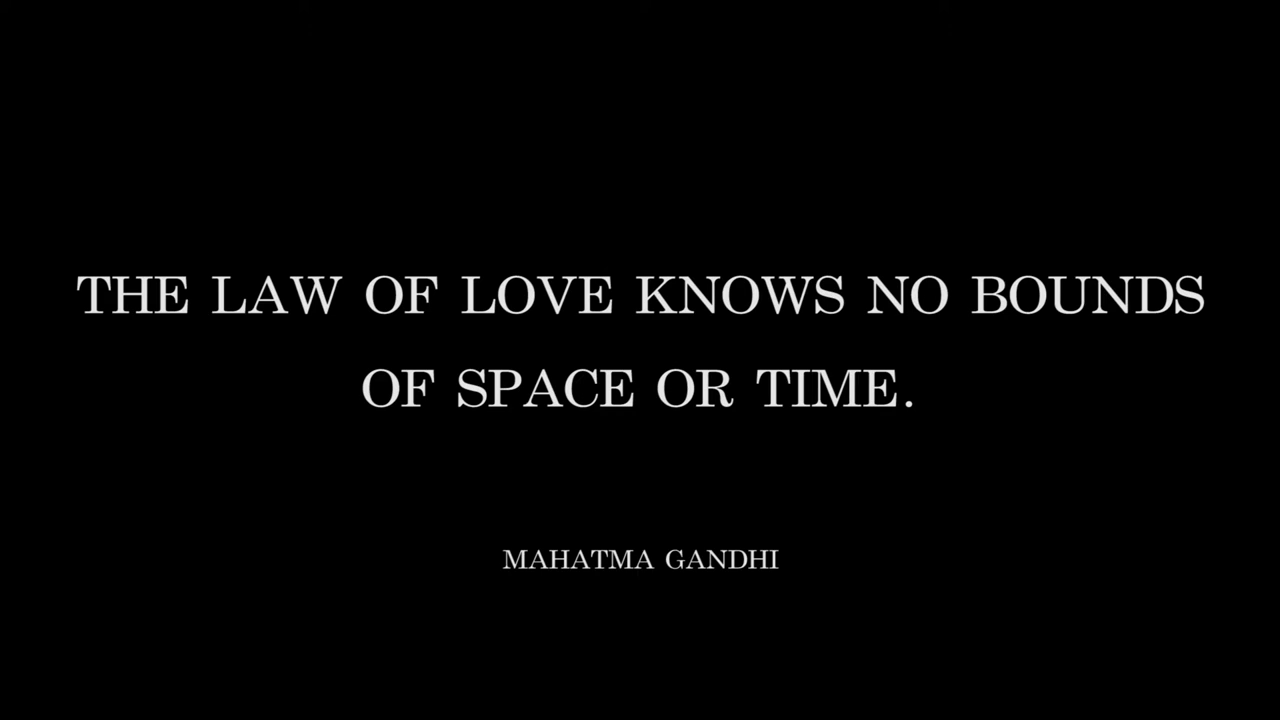 THE LAW OF LOVE KNOWS NO BOUNDS
OF SPACE OR TIME.
MAHATMA GANDHI